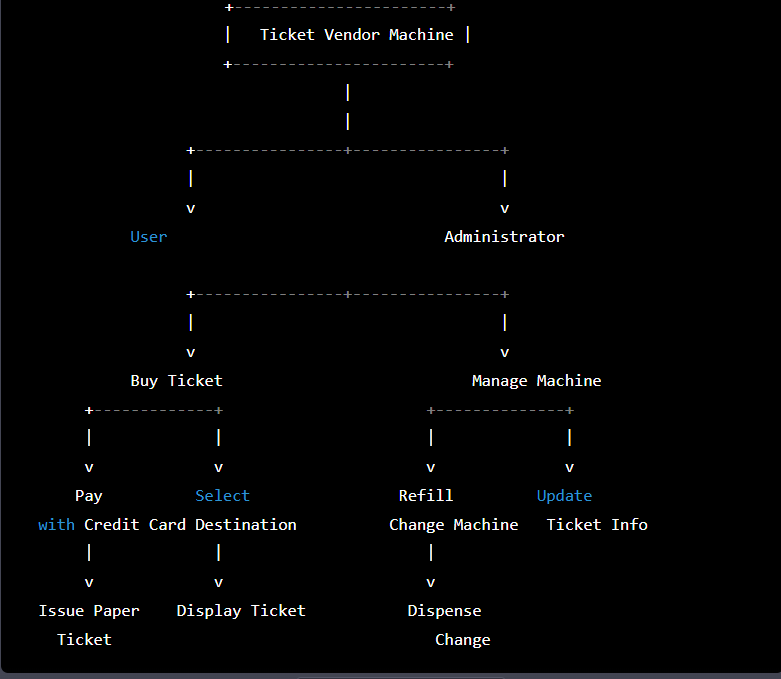 +-----------------------+
|   Ticket Vendor Machine |
+-----------------------+
|
|
+----------------+----------------+
|                                 |
v                                 v
User                              Administrator
+----------------+----------------+
|                                 |
v                                 v
Buy Ticket                           Manage Machine
+-------------+                      +--------------+
|             |                      |              |
v             v                      v              v
Pay          Select                Refill         Update
with Credit Card Destination          Change Machine   Ticket Info
|             |                      |
v             v                      v
Issue Paper    Display Ticket           Dispense
Ticket                                   Change